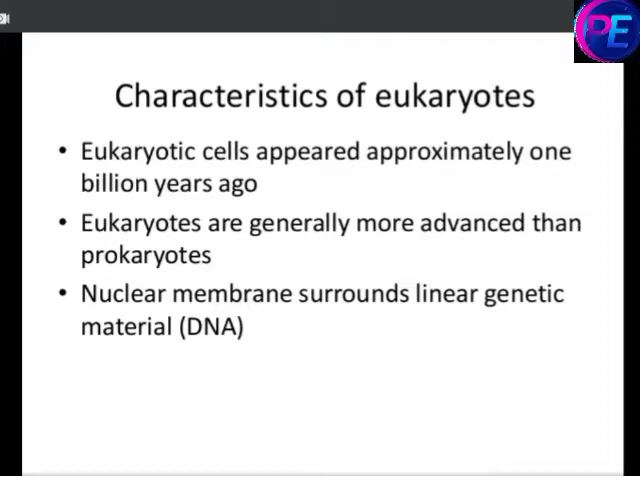 PE
Characteristics of eukaryotes
• Eukaryotic cells appeared approximately one
billion years ago
• Eukaryotes are generally more advanced than
prokaryotes
• Nuclear membrane surrounds linear genetic
material (DNA)